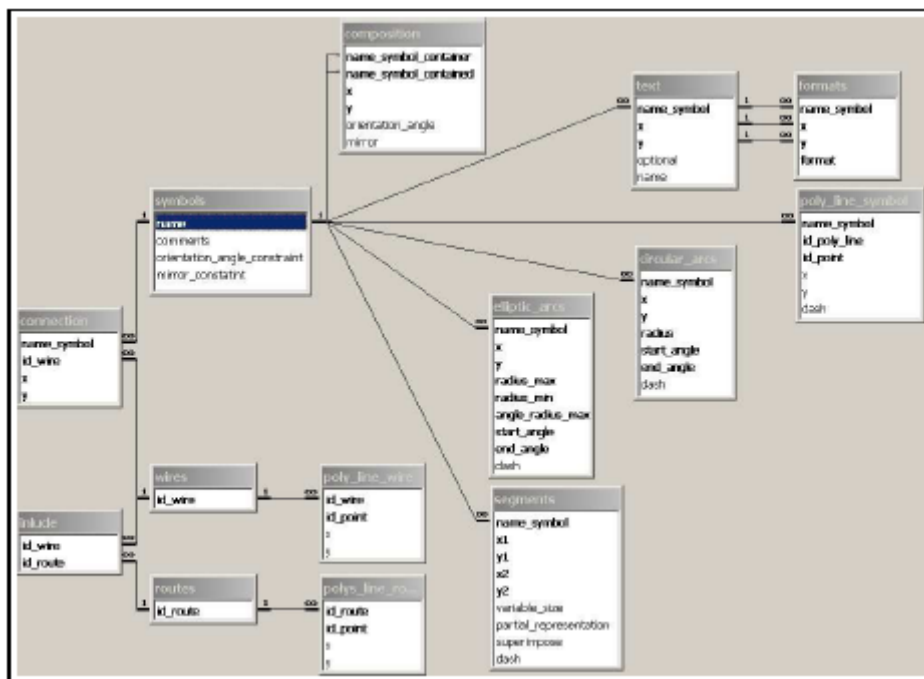 composition
name_symbol_container
name_symbol_contained
x
y
orientation_angle
mirror
text
name_symbol
x
y
optional
name
formats
name_symbol
x
y
format
symbols
name
comments
orientation_angle_constraint
mirror_constatint
poly_line_symbol
name_symbol
id_poly_line
id_point
x
y
dash
circular_arcs
name_symbol
x
y
radius
start_angle
end_angle
dash
elliptic_arcs
name_symbol
x
y
radius_max
radius_min
angle_radius_max
start_angle
end_angle
dash
connection
name_symbol
id_wire
x
y
wires
id_wire
poly_line_wire
id_wire
id_point
x
y
segments
name_symbol
x1
y1
x2
y2
variable_size
partial_representation
superimpose
dash
inlude
id_wire
id_route
routes
id_route
polys_line_ro...
id_route
id_point
x
y